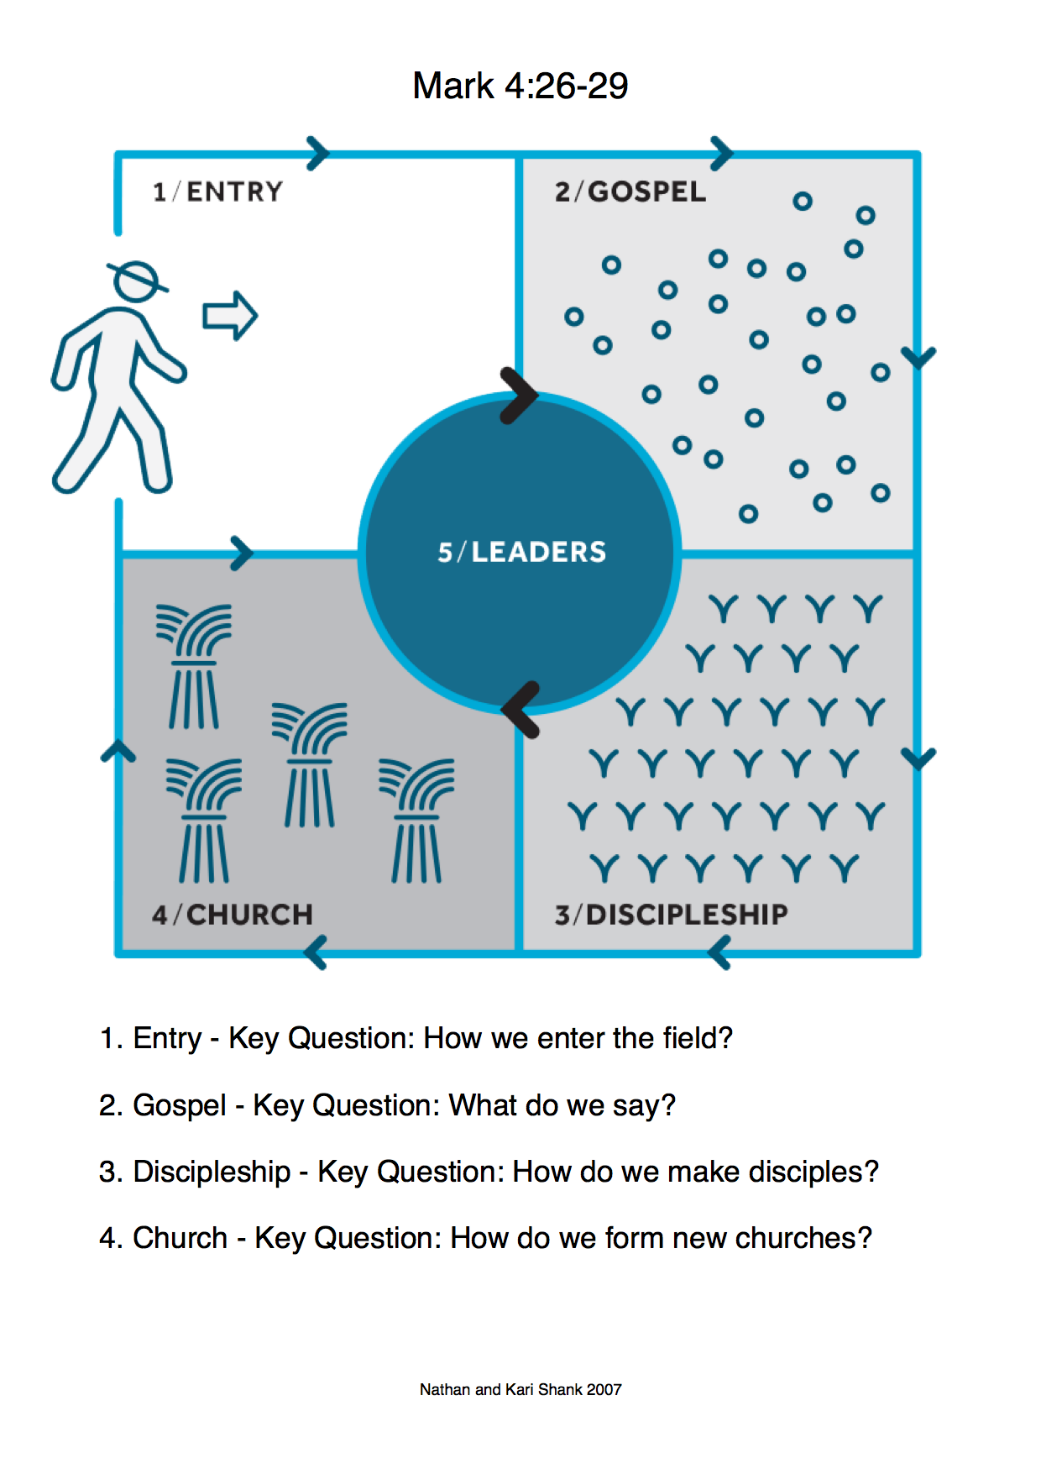 Mark 4:26-29
1/ENTRY
2/GOSPEL
5/LEADERS
4/CHURCH
3/DISCIPLESHIP
1. Entry - Key Question: How we enter the field?
2. Gospel - Key Question: What do we say?
3. Discipleship - Key Question: How do we make disciples?
4. Church - Key Question: How do we form new churches?
Nathan and Kari Shank 2007